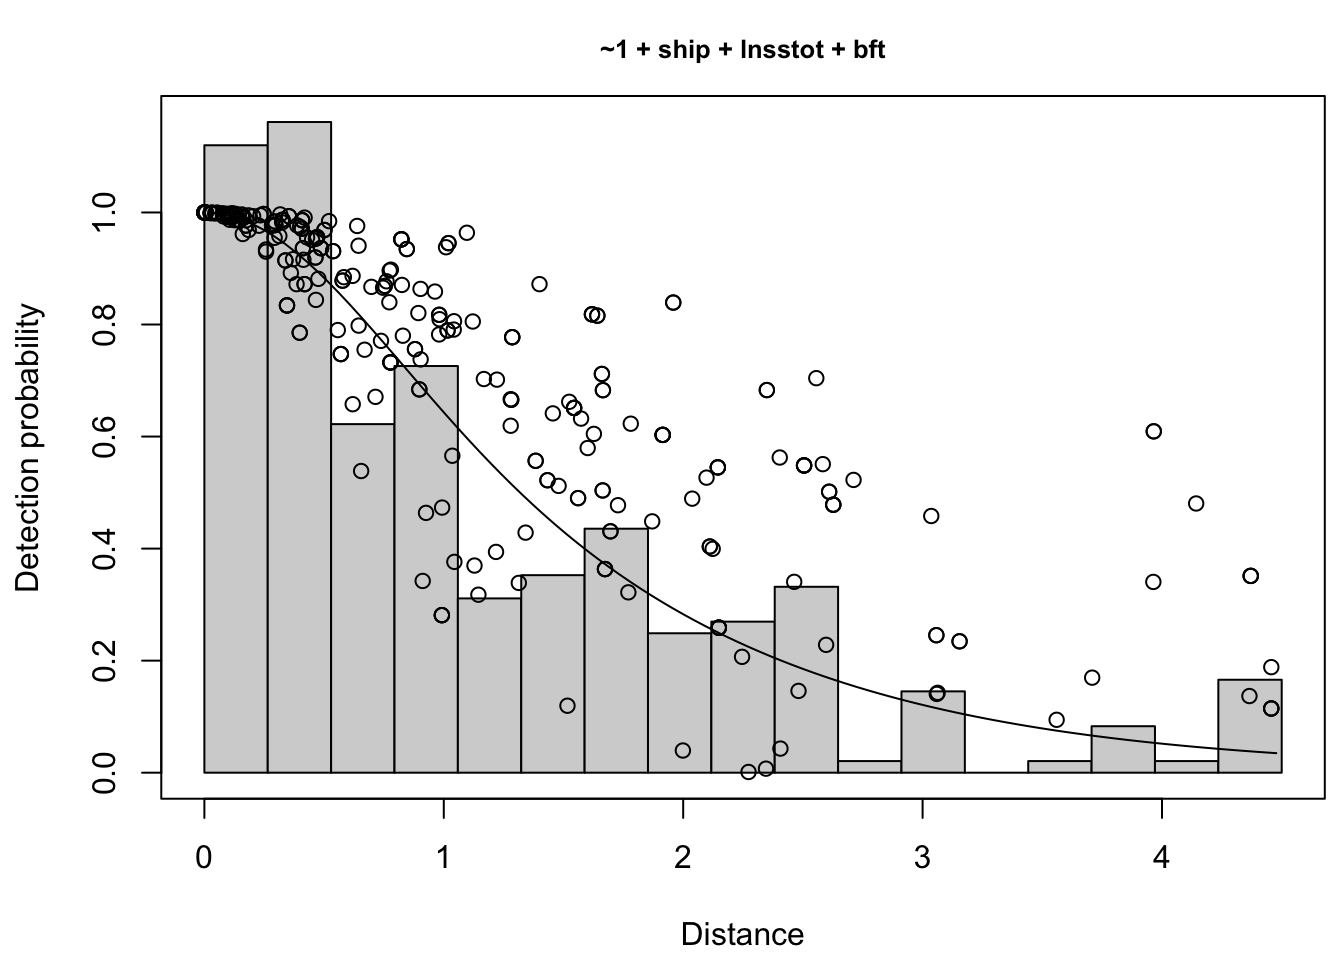 ~1 + ship + lnsstot + bft
Detection probability
1.0
0.8
0.6
0.4
0.2
0.0
0 1 2 3 4
Distance